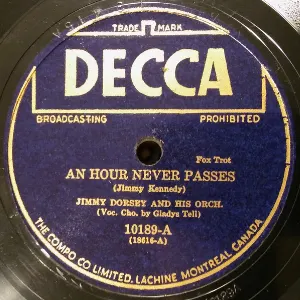 TRADE MARK
DECCA
BROADCASTING PROHIBITED
Fox Trot
AN HOUR NEVER PASSES
(Jimmy Kennedy)
JIMMY DORSEY AND HIS ORCH.
(Voc. Cho. by Gladys Tell)
10189-A
(18616-A)
THE COMPO CO LIMITED, LACHINE MONTREAL CANADA